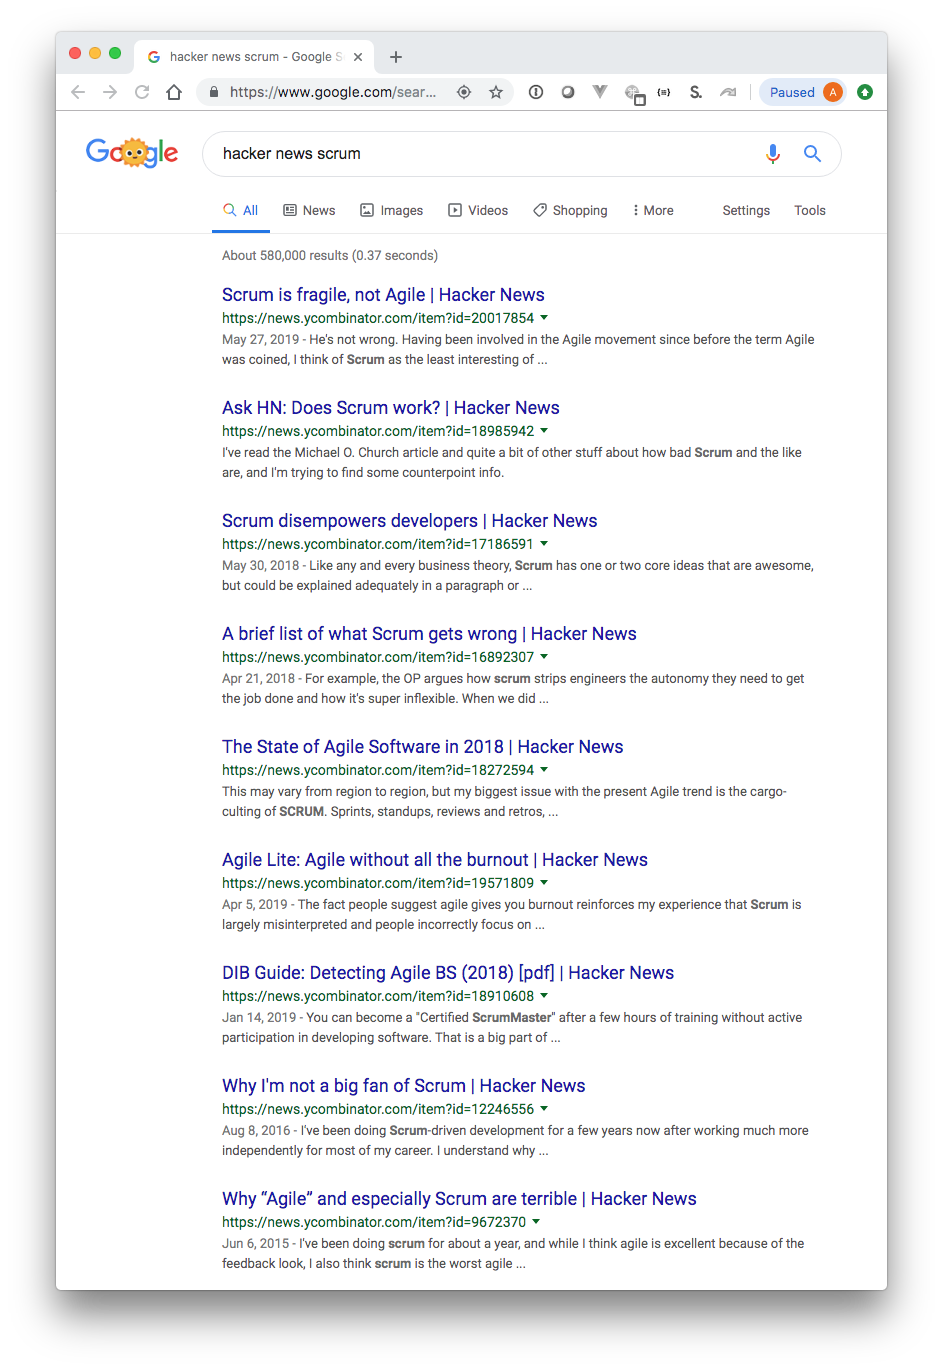 hacker news scrum - Google S
https://www.google.com/sear...
S.
Paused A
Google
hacker news scrum
All News Images Videos Shopping More Settings Tools
About 580,000 results (0.37 seconds)
Scrum is fragile, not Agile | Hacker News
https://news.ycombinator.com/item?id=20017854
May 27, 2019 - He's not wrong. Having been involved in the Agile movement since before the term Agile
was coined, I think of Scrum as the least interesting of ...
Ask HN: Does Scrum work? | Hacker News
https://news.ycombinator.com/item?id=18985942
I've read the Michael O. Church article and quite a bit of other stuff about how bad Scrum and the like
are, and I'm trying to find some counterpoint info.
Scrum disempowers developers | Hacker News
https://news.ycombinator.com/item?id=17186591
May 30, 2018 - Like any and every business theory, Scrum has one or two core ideas that are awesome,
but could be explained adequately in a paragraph or ...
A brief list of what Scrum gets wrong | Hacker News
https://news.ycombinator.com/item?id=16892307
Apr 21, 2018 - For example, the OP argues how scrum strips engineers the autonomy they need to get
the job done and how it's super inflexible. When we did ...
The State of Agile Software in 2018 | Hacker News
https://news.ycombinator.com/item?id=18272594
This may vary from region to region, but my biggest issue with the present Agile trend is the cargo-
culting of SCRUM. Sprints, standups, reviews and retros, ...
Agile Lite: Agile without all the burnout | Hacker News
https://news.ycombinator.com/item?id=19571809
Apr 5, 2019 - The fact people suggest agile gives you burnout reinforces my experience that Scrum is
largely misinterpreted and people incorrectly focus on ...
DIB Guide: Detecting Agile BS (2018) [pdf] | Hacker News
https://news.ycombinator.com/item?id=18910608
Jan 14, 2019 - You can become a "Certified ScrumMaster" after a few hours of training without active
participation in developing software. That is a big part of ...
Why I'm not a big fan of Scrum | Hacker News
https://news.ycombinator.com/item?id=12246556
Aug 8, 2016 - I've been doing Scrum-driven development for a few years now after working much more
independently for most of my career. I understand why ...
Why “Agile” and especially Scrum are terrible | Hacker News
https://news.ycombinator.com/item?id=9672370
Jun 6, 2015 - I've been doing scrum for about a year, and while I think agile is excellent because of the
feedback look, I also think scrum is the worst agile ...